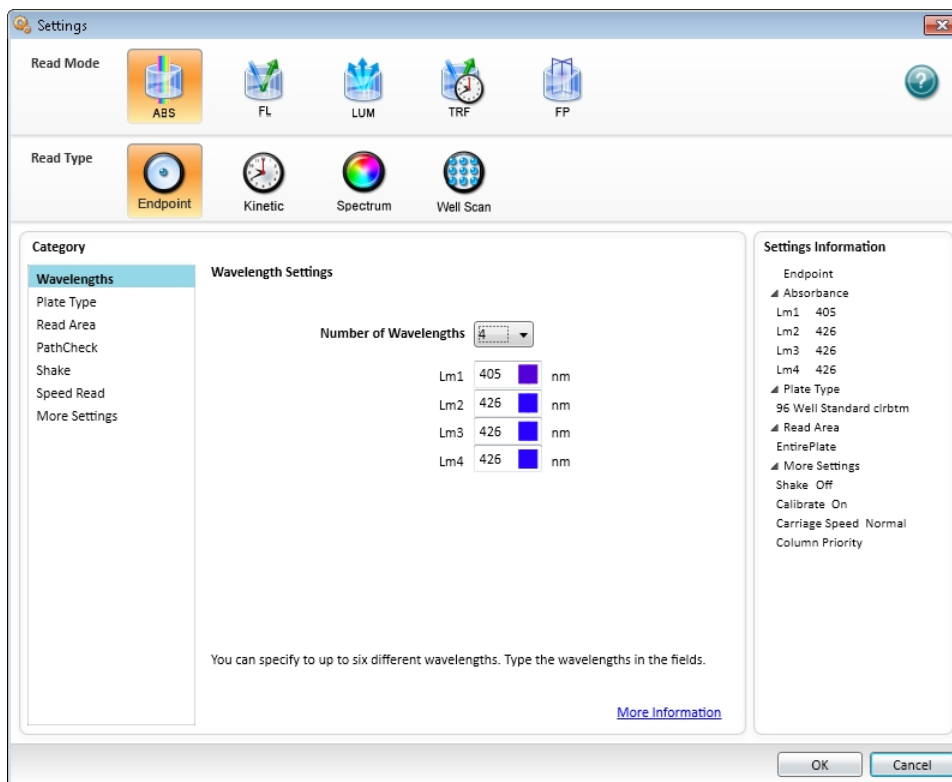 Settings
Read Mode
ABS
FL
LUM
TRF
FP
?
Read Type
Endpoint
Kinetic
Spectrum
Well Scan
Category
Wavelengths
Plate Type
Read Area
PathCheck
Shake
Speed Read
More Settings
Wavelength Settings
Number of Wavelengths 4
Lm1 405 nm
Lm2 426 nm
Lm3 426 nm
Lm4 426 nm
You can specify to up to six different wavelengths. Type the wavelengths in the fields.
More Information
Settings Information
Endpoint
Absorbance
Lm1 405
Lm2 426
Lm3 426
Lm4 426
Plate Type
96 Well Standard clrbtm
Read Area
EntirePlate
More Settings
Shake Off
Calibrate On
Carriage Speed Normal
Column Priority
OK
Cancel